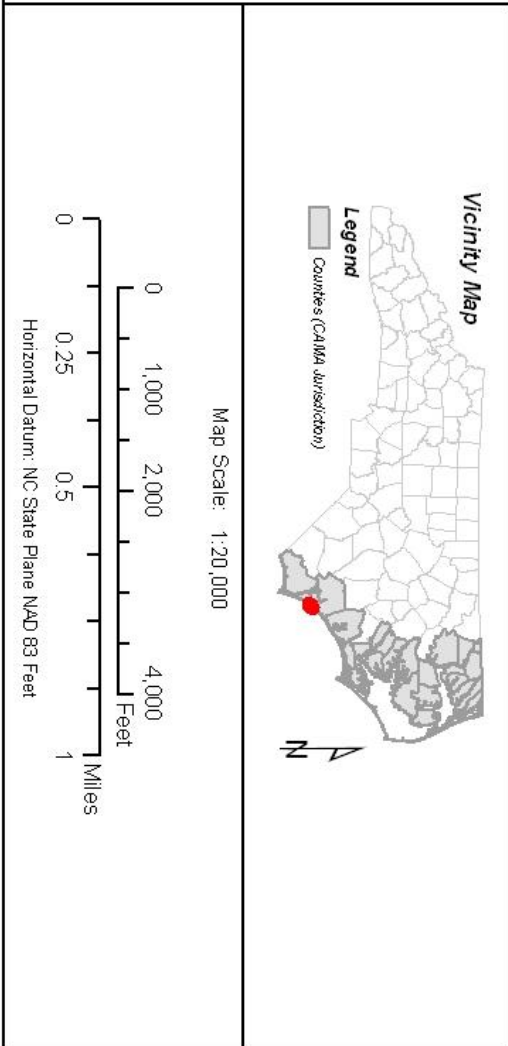 Vicinity Map
Legend
Counties (CAMA Jurisdiction)
N
Map Scale: 1:20,000
0 1,000 2,000 4,000
Feet
0 0.25 0.5 1
Miles
Horizontal Datum: NC State Plane NAD 83 Feet